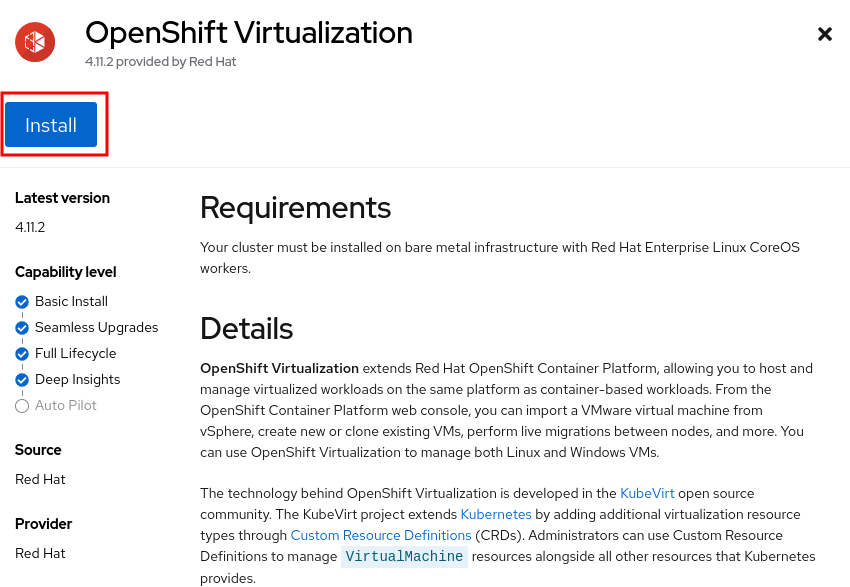 OpenShift Virtualization
4.11.2 provided by Red Hat
Install
Latest version
4.11.2
Capability level
Basic Install
Seamless Upgrades
Full Lifecycle
Deep Insights
Auto Pilot
Source
Red Hat
Provider
Red Hat
Requirements
Your cluster must be installed on bare metal infrastructure with Red Hat Enterprise Linux CoreOS
workers.
Details
OpenShift Virtualization extends Red Hat OpenShift Container Platform, allowing you to host and
manage virtualized workloads on the same platform as container-based workloads. From the
OpenShift Container Platform web console, you can import a VMware virtual machine from
vSphere, create new or clone existing VMs, perform live migrations between nodes, and more. You
can use OpenShift Virtualization to manage both Linux and Windows VMs.
The technology behind OpenShift Virtualization is developed in the KubeVirt open source
community. The KubeVirt project extends Kubernetes by adding additional virtualization resource
types through Custom Resource Definitions (CRDs). Administrators can use Custom Resource
Definitions to manage VirtualMachine resources alongside all other resources that Kubernetes
provides.